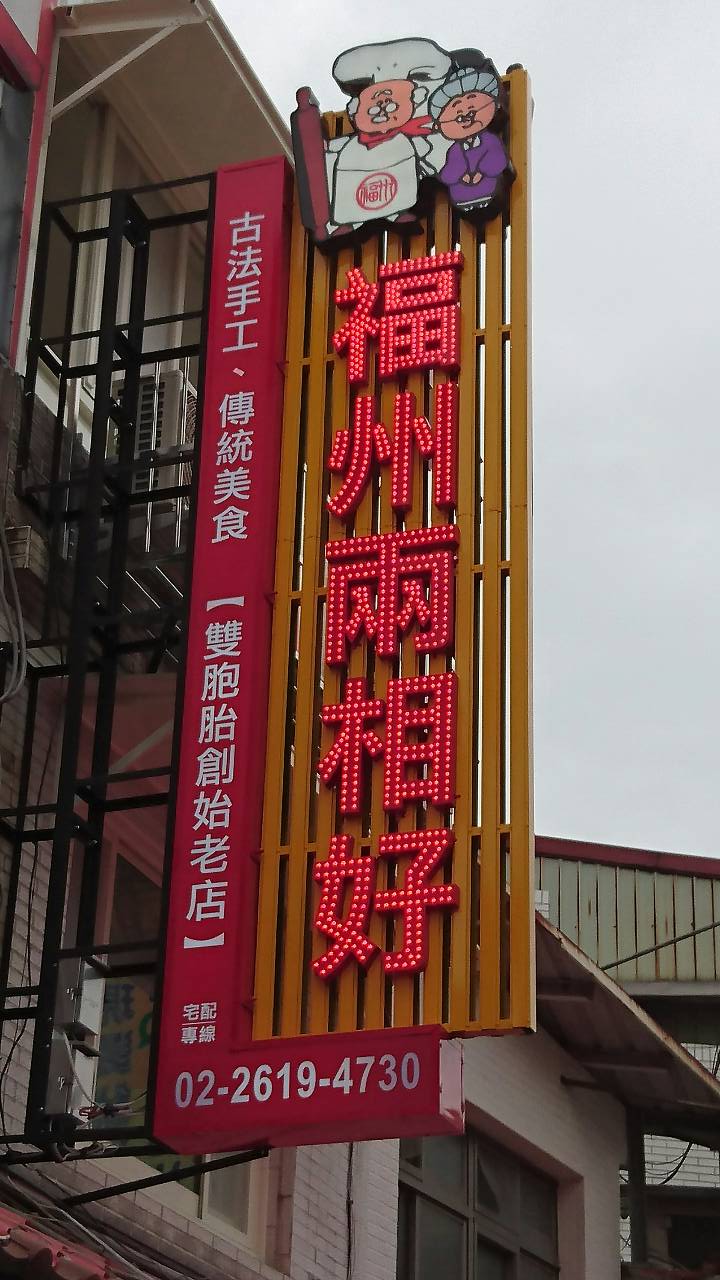 福州
福州兩相好
古法手工、傳統美食【雙胞胎創始老店】
宅配
專線
02-2619-4730